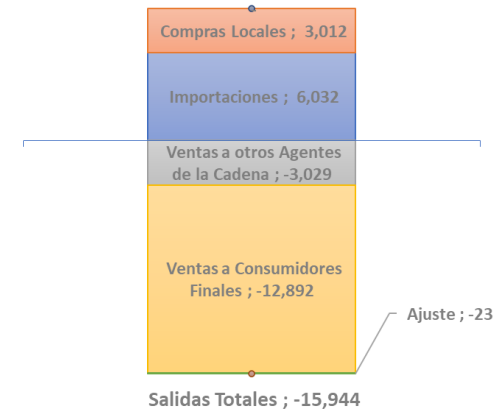 Compras Locales ; 3,012
Importaciones ; 6,032
Ventas a otros Agentes
de la Cadena ; -3,029
Ventas a Consumidores
Finales ; -12,892
Ajuste ; -23
Salidas Totales ; -15,944